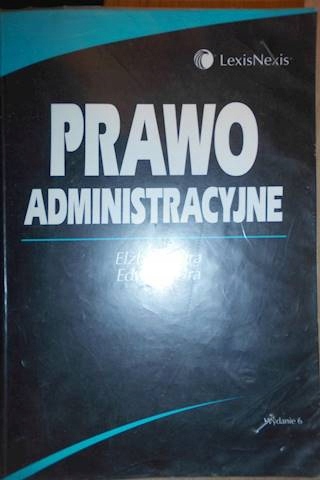 LexisNexis
PRAWO
ADMINISTRACYJNE
Wydanie 6